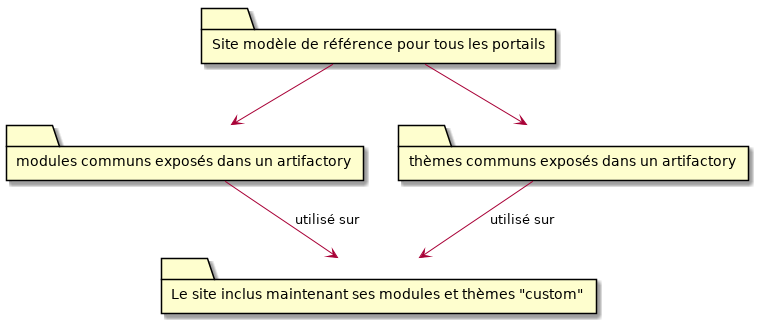 Site modèle de référence pour tous les portails
modules communs exposés dans un artifactory
thèmes communs exposés dans un artifactory
utilisé sur
utilisé sur
Le site inclus maintenant ses modules et thèmes "custom"